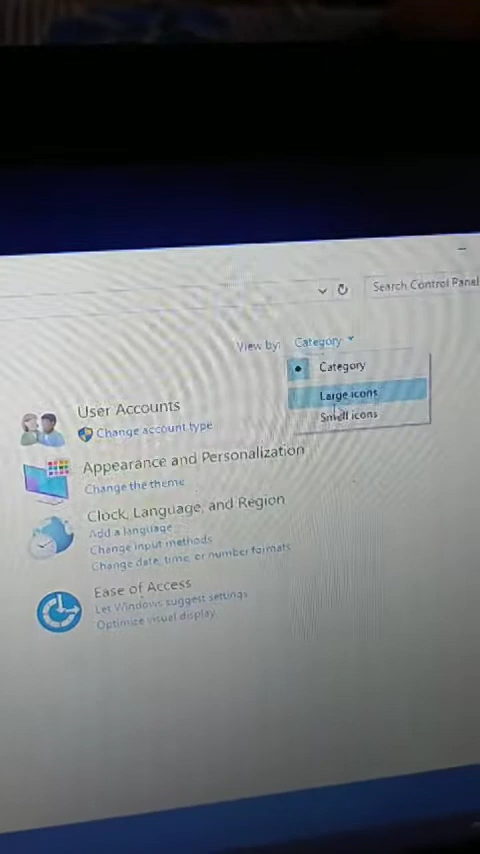 Search Control Panel
View by:
Category
Category
Large icons
Small icons
User Accounts
Change account type
Appearance and Personalization
Change the theme
Clock, Language, and Region
Add a language
Change input methods
Change date, time, or number formats
Ease of Access
Let Windows suggest settings
Optimize visual display